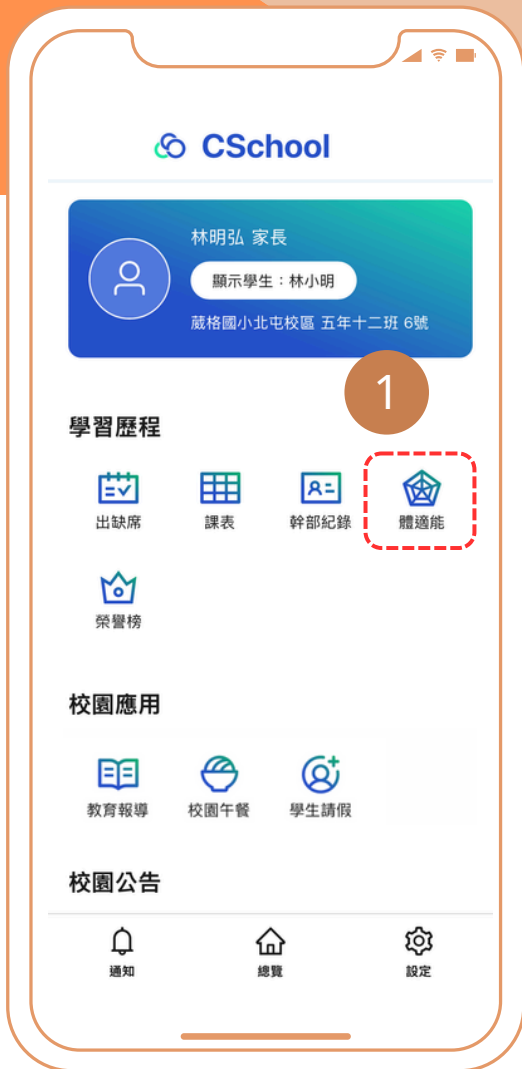 CSchool
林明弘 家長
顯示學生：林小明
葳格國小北屯校區 五年十二班 6號
1
學習歷程
出缺席 課表 幹部紀錄 體適能
榮譽榜
校園應用
教育報導 校園午餐 學生請假
校園公告
通知 總覽 設定